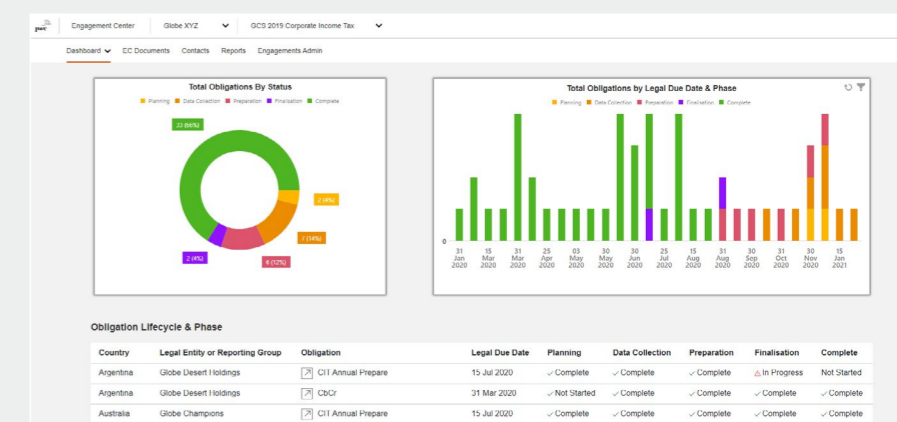 pwc Engagement Center Globe XYZ GCS 2019 Corporate Income Tax
Dashboard EC Documents Contacts Reports Engagements Admin
Total Obligations By Status
Planning Data Collection Preparation Finalisation Complete
33 (66%)
2 (4%)
7 (14%)
6 (12%)
2 (4%)
Total Obligations by Legal Due Date & Phase
Planning Data Collection Preparation Finalisation Complete
0
31 Jan 2020
15 Mar 2020
31 Mar 2020
25 Apr 2020
03 May 2020
30 May 2020
30 Jun 2020
25 Jul 2020
15 Aug 2020
31 Aug 2020
30 Sep 2020
31 Oct 2020
30 Nov 2020
15 Jan 2021
Obligation Lifecycle & Phase
Country Legal Entity or Reporting Group Obligation Legal Due Date Planning Data Collection Preparation Finalisation Complete
Argentina Globe Desert Holdings CIT Annual Prepare 15 Jul 2020 Complete Complete Complete In Progress Not Started
Argentina Globe Desert Holdings CbCr 31 Mar 2020 Not Started Complete Complete Complete Complete
Australia Globe Champions CIT Annual Prepare 15 Jul 2020 Complete Complete Complete Complete Complete